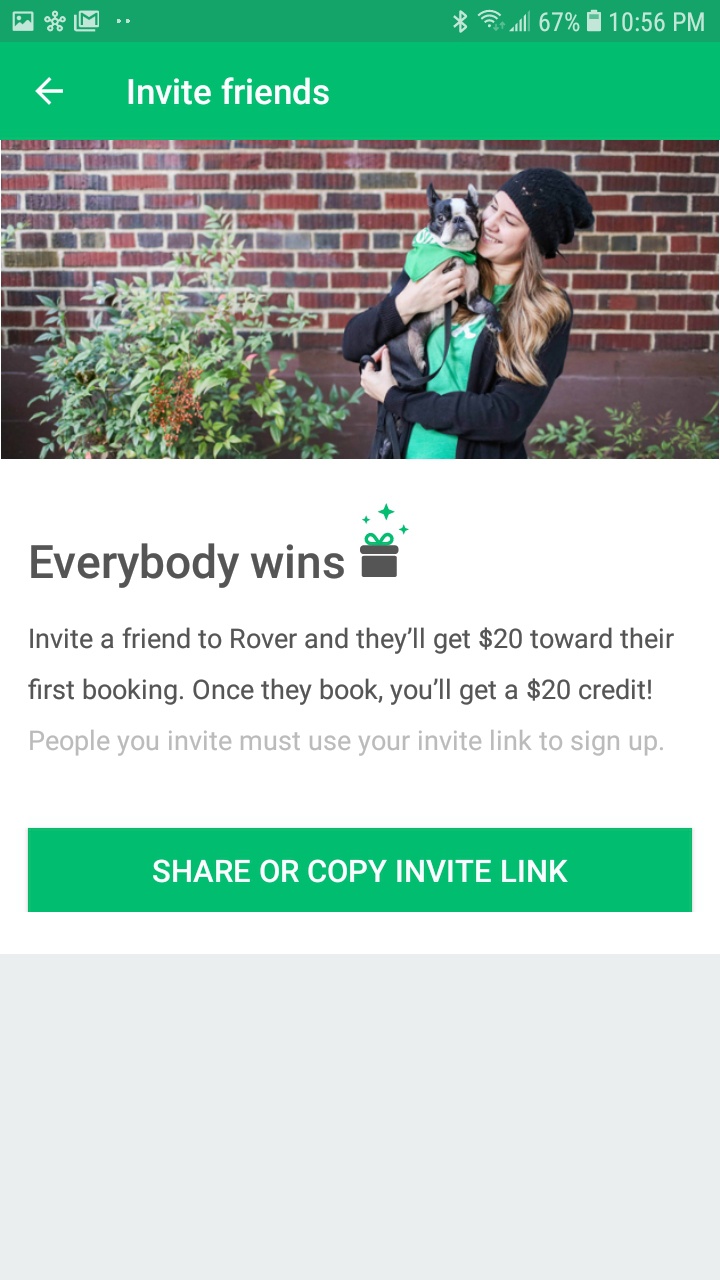 67% 10:56 PM
Invite friends
Everybody wins
Invite a friend to Rover and they’ll get $20 toward their
first booking. Once they book, you’ll get a $20 credit!
People you invite must use your invite link to sign up.
SHARE OR COPY INVITE LINK